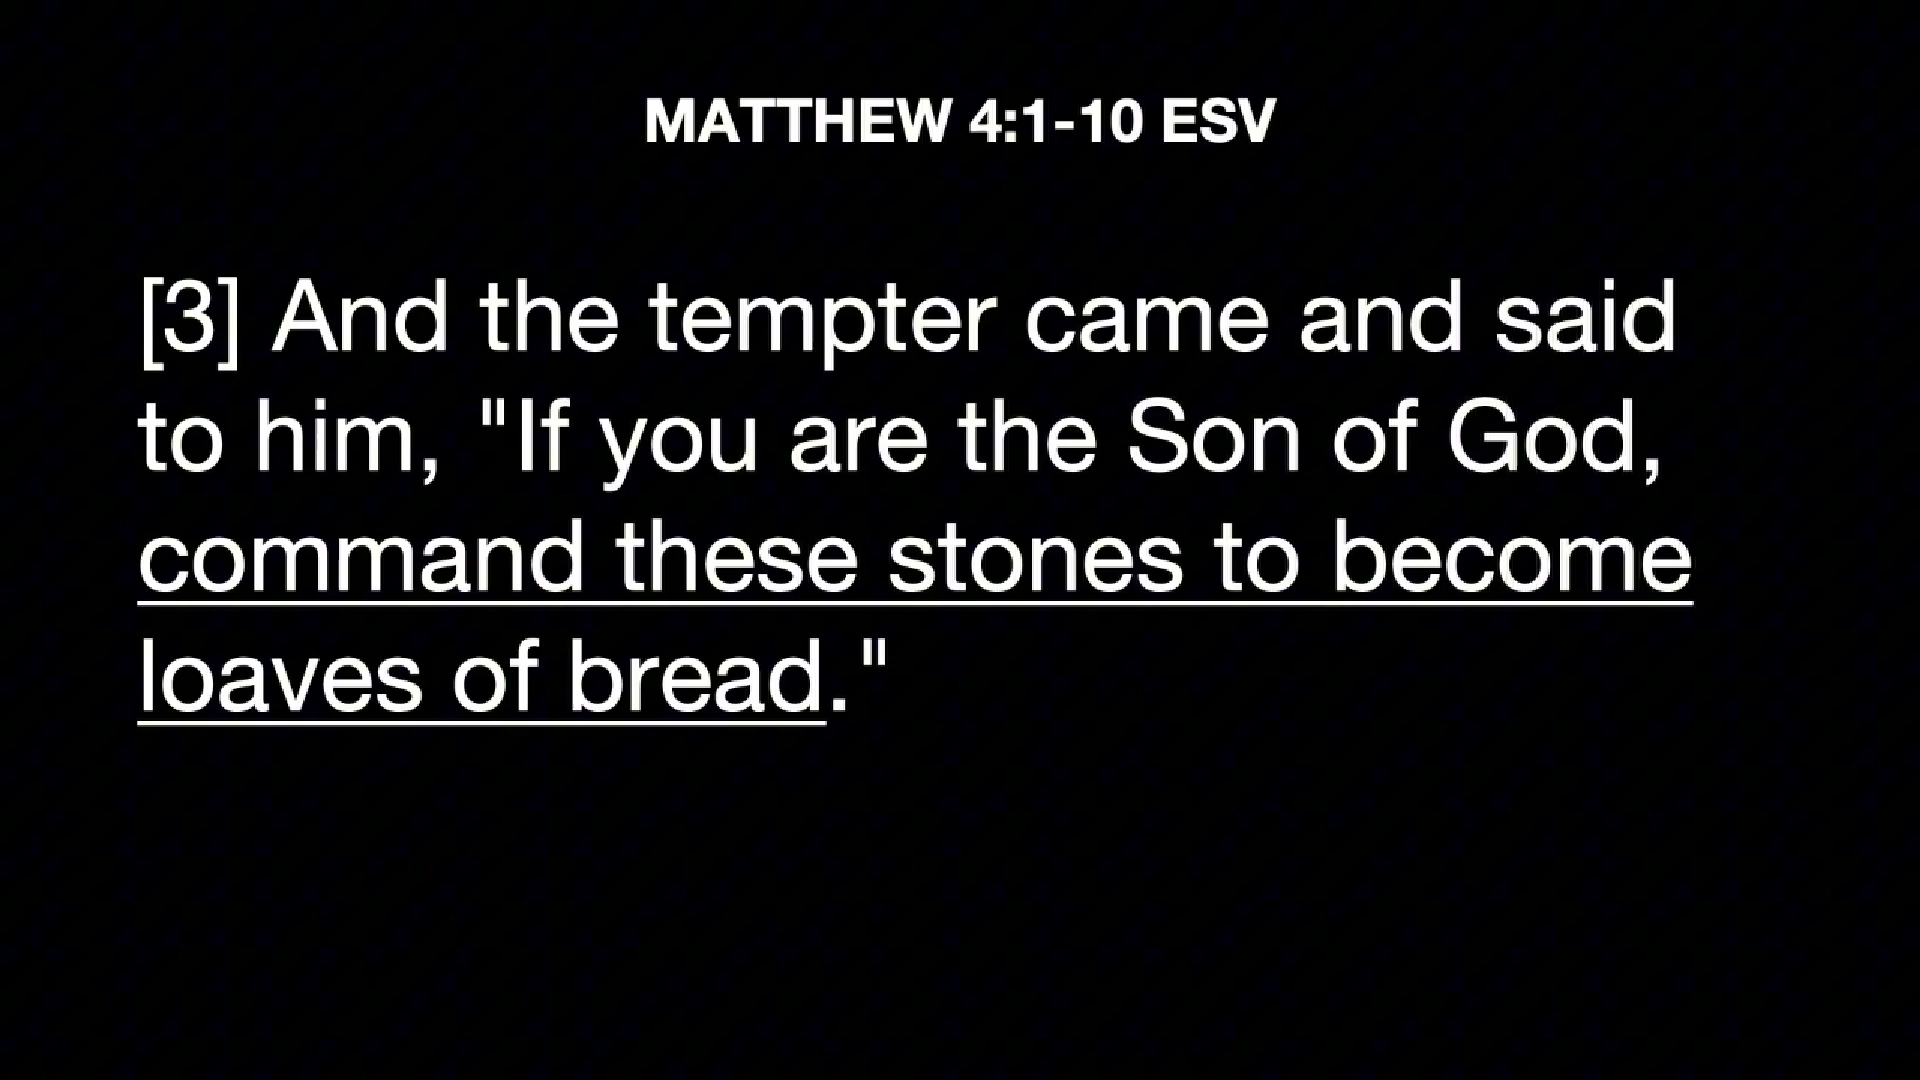 MATTHEW 4:1-10 ESV
[3] And the tempter came and said
to him, "If you are the Son of God,
command these stones to become
loaves of bread."